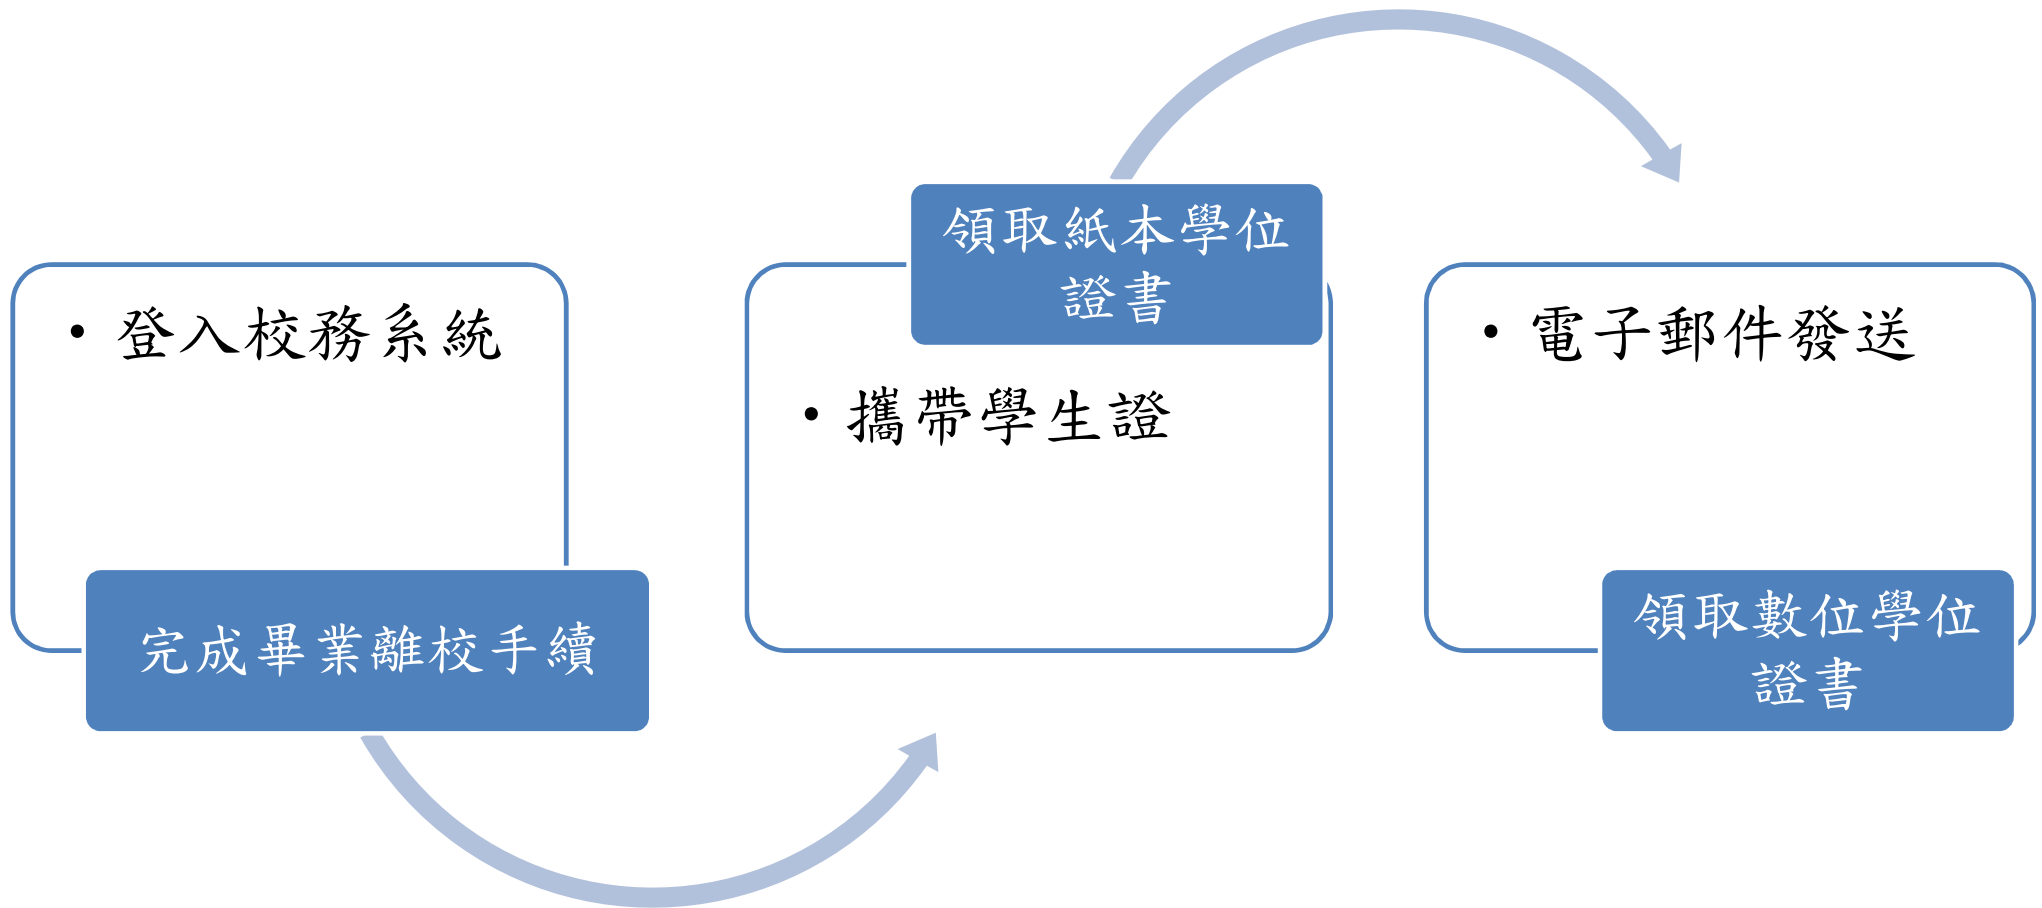 • 登入校務系統
完成畢業離校手續
領取紙本學位
證書
• 攜帶學生證
• 電子郵件發送
領取數位學位
證書